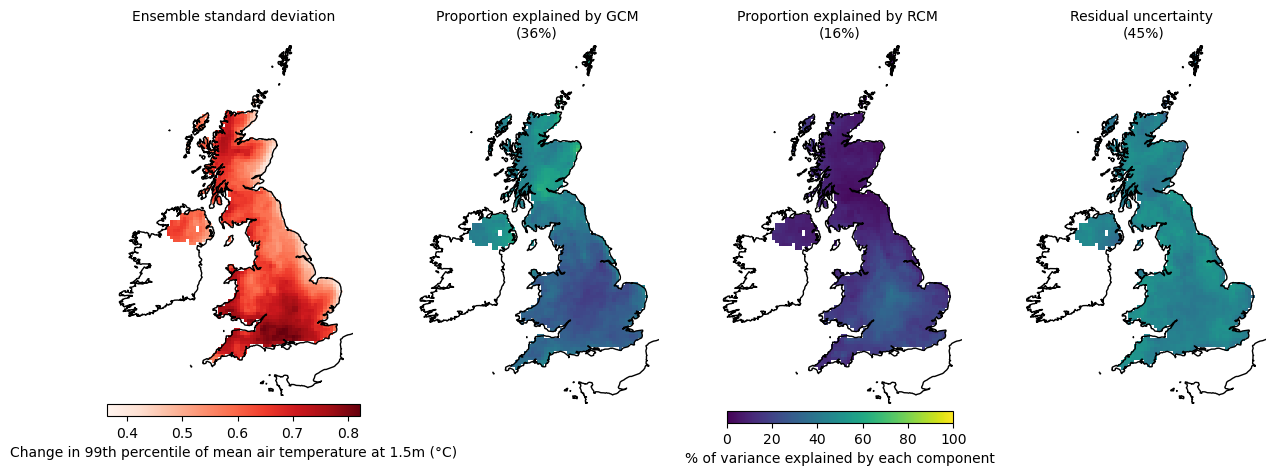 Ensemble standard deviation
Proportion explained by GCM
(36%)
Proportion explained by RCM
(16%)
Residual uncertainty
(45%)
0.4 0.5 0.6 0.7 0.8
Change in 99th percentile of mean air temperature at 1.5m (°C)
0 20 40 60 80 100
% of variance explained by each component